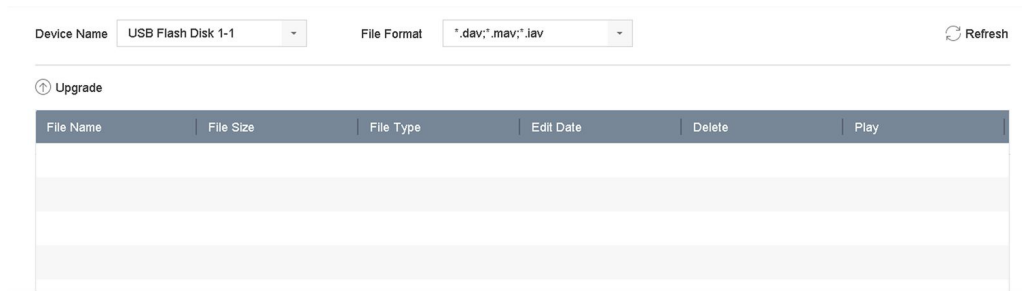 Device Name USB Flash Disk 1-1 File Format *.dav;*.mav;*.iav Refresh
Upgrade
File Name File Size File Type Edit Date Delete Play